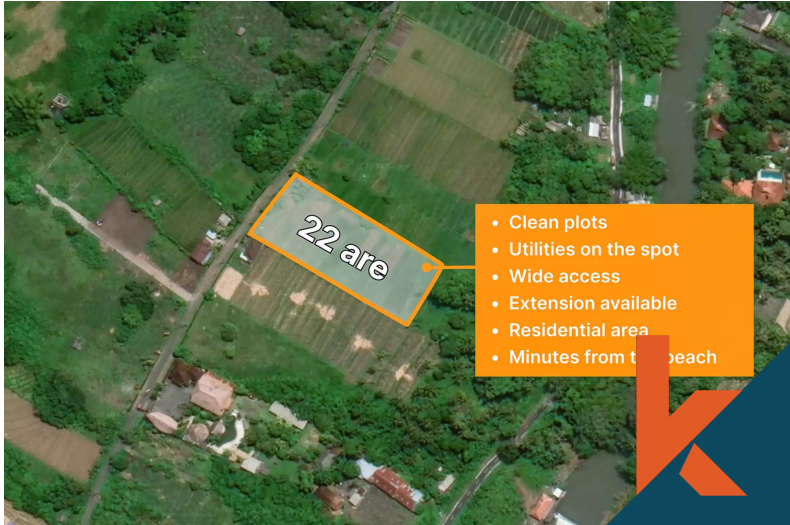 22 are
• Clean plots
• Utilities on the spot
• Wide access
• Extension available
• Residential area
• Minutes from t beach